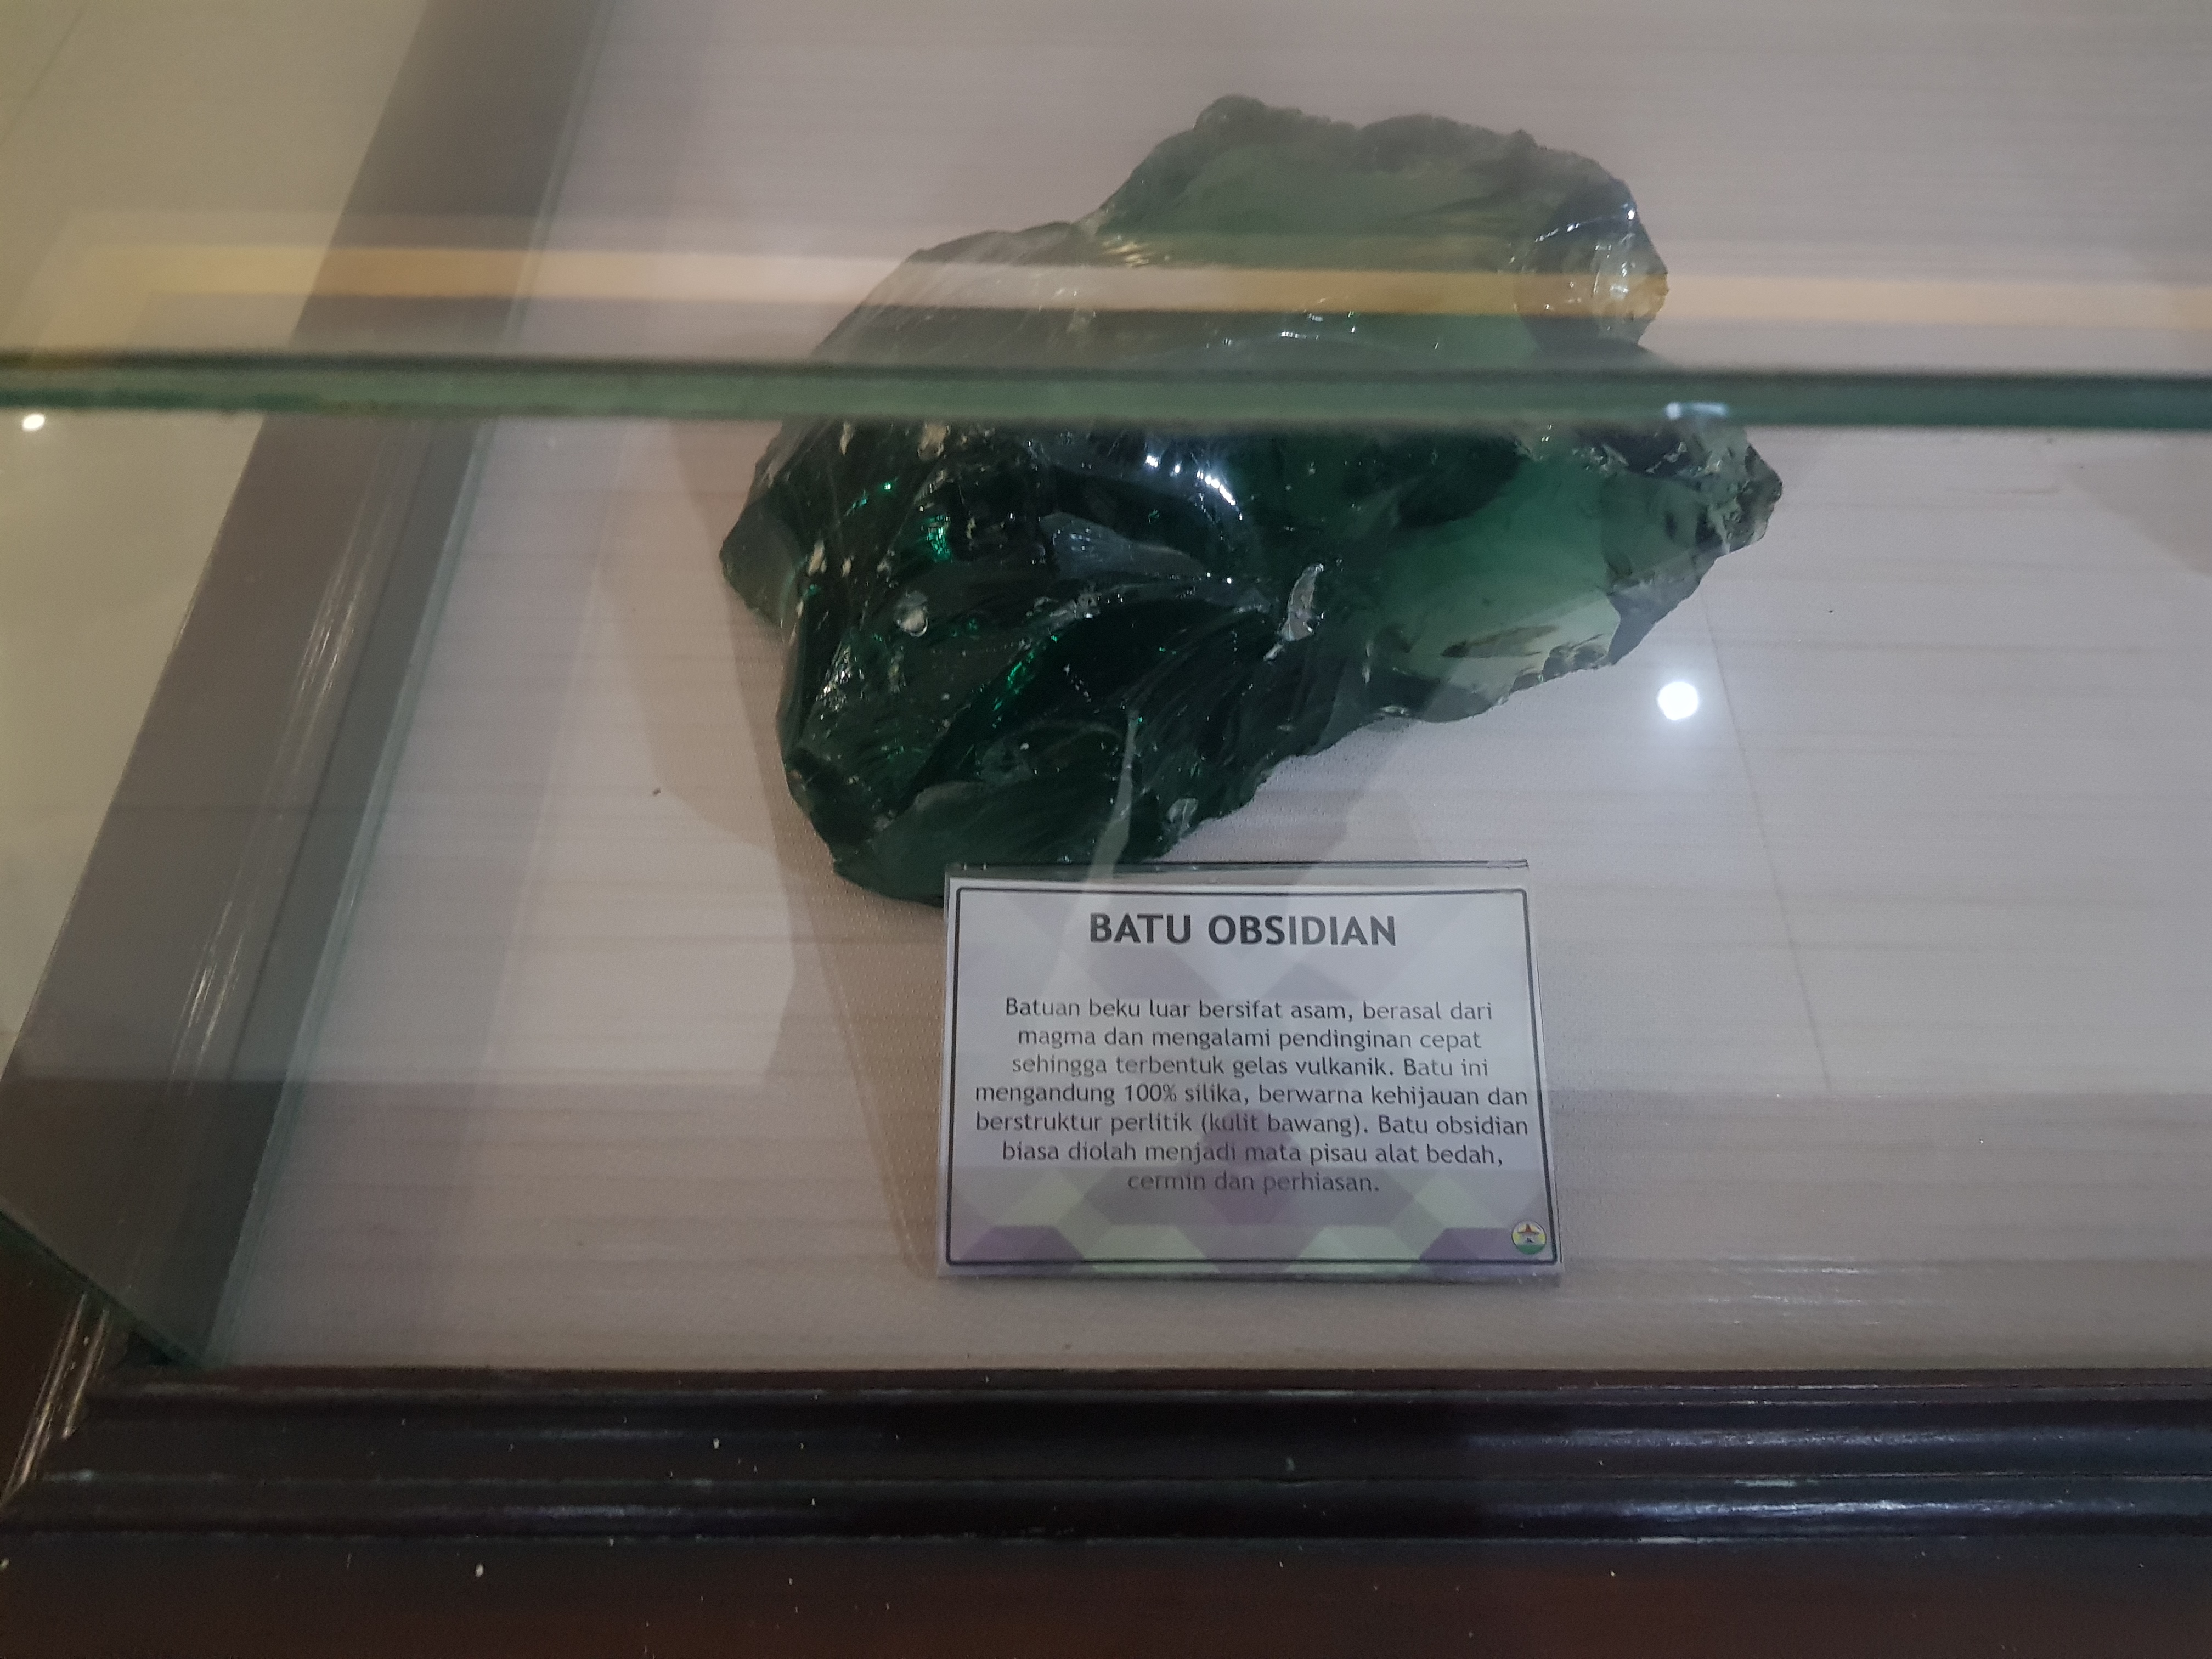 BATU OBSIDIAN
Batuan beku luar bersifat asam, berasal dari
magma dan mengalami pendinginan cepat
sehingga terbentuk gelas vulkanik. Batu ini
mengandung 100% silika, berwarna kehijauan dan
berstruktur perlitik (kulit bawang). Batu obsidian
biasa diolah menjadi mata pisau alat bedah,
cermin dan perhiasan.